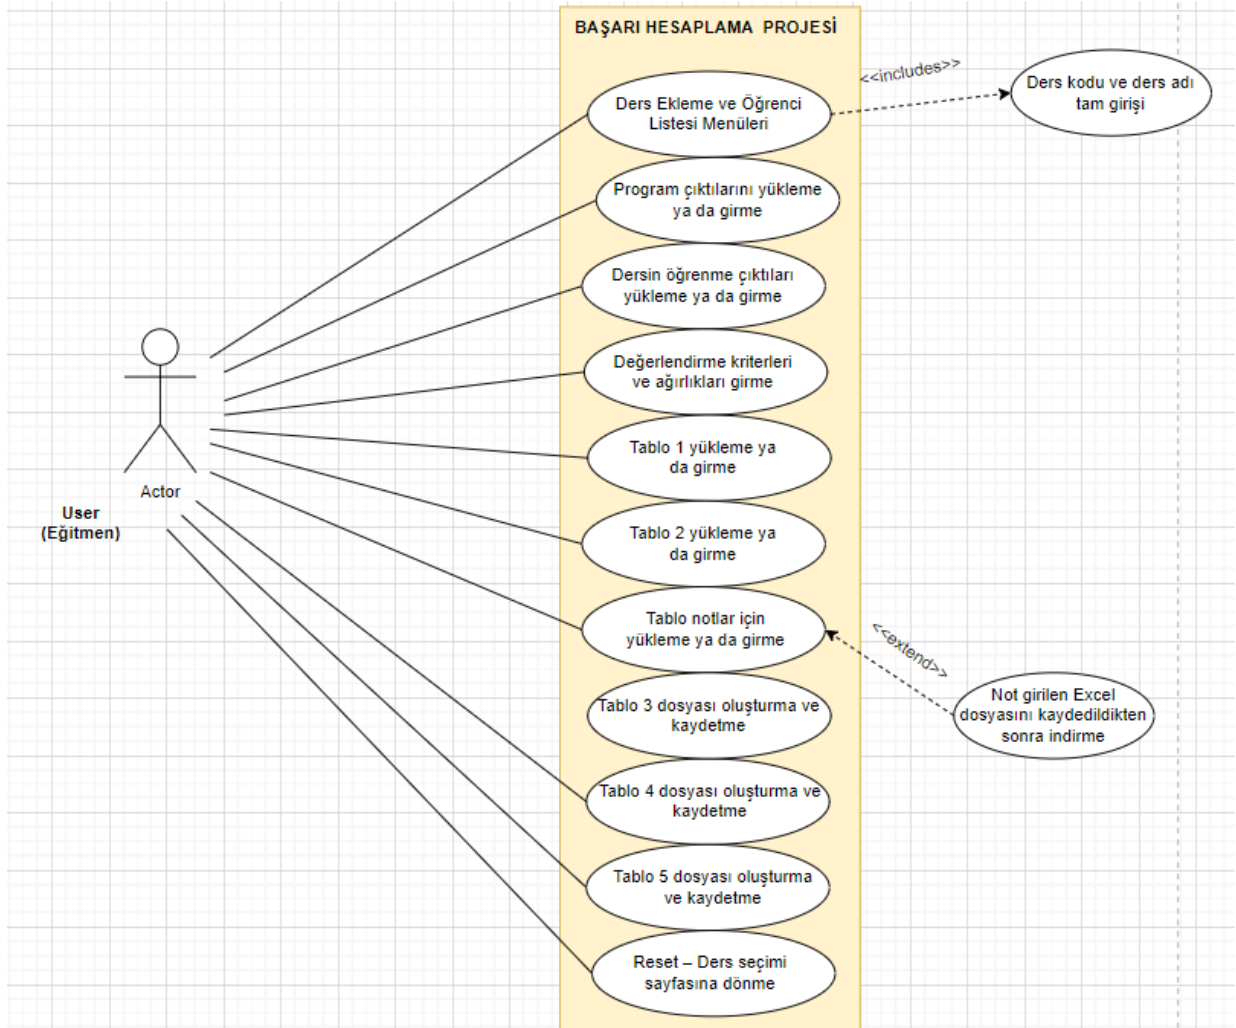 BAŞARI HESAPLAMA PROJESİ
<<includes>>
Ders kodu ve ders adı
tam girişi
Ders Ekleme ve Öğrenci
Listesi Menüleri
Program çıktılarını yükleme
ya da girme
Dersin öğrenme çıktıları
yükleme ya da girme
Değerlendirme kriterleri
ve ağırlıkları girme
Tablo 1 yükleme ya
da girme
Actor
User
(Eğitmen)
Tablo 2 yükleme ya
da girme
Tablo notlar için
yükleme ya da girme
<<extend>>
Not girilen Excel
dosyasını kaydedildikten
sonra indirme
Tablo 3 dosyası oluşturma ve
kaydetme
Tablo 4 dosyası oluşturma ve
kaydetme
Tablo 5 dosyası oluşturma
ve kaydetme
Reset – Ders seçimi
sayfasına dönme